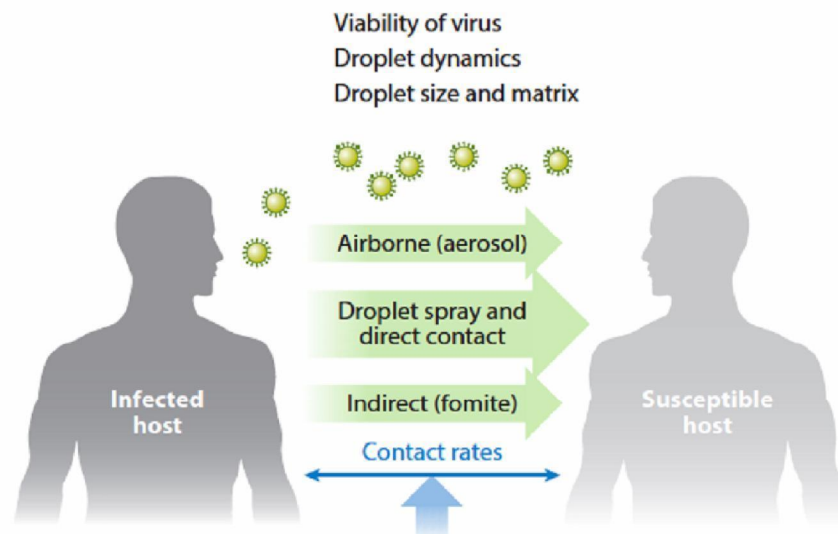 Viability of virus
Droplet dynamics
Droplet size and matrix
Airborne (aerosol)
Droplet spray and
direct contact
Infected
host
Indirect (fomite)
Susceptible
host
Contact rates